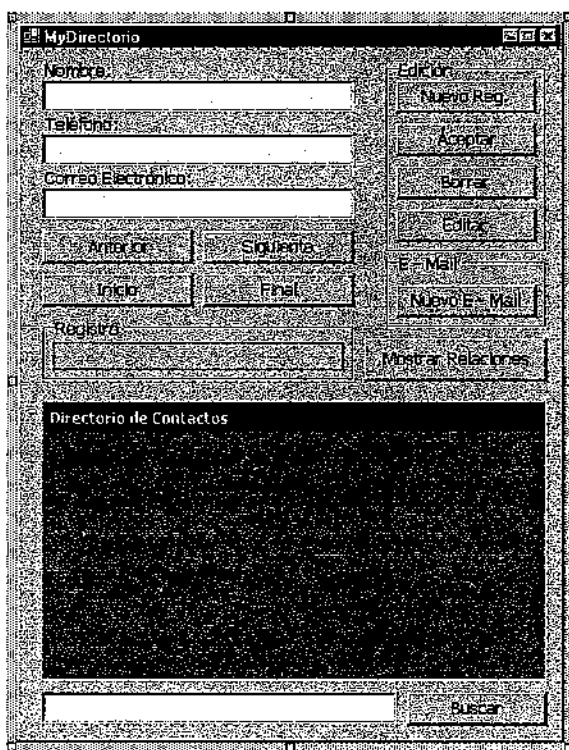 MyDirectorio
Nombre:
Teléfono:
Correo Electrónico:
Anterior
Siguiente
Inicio
Final
Registro
Edición
Nuevo Reg.
Aceptar
Borrar
Editar
E - Mail
Nuevo E - Mail
Mostrar Relaciones
Directorio de Contactos
Buscar